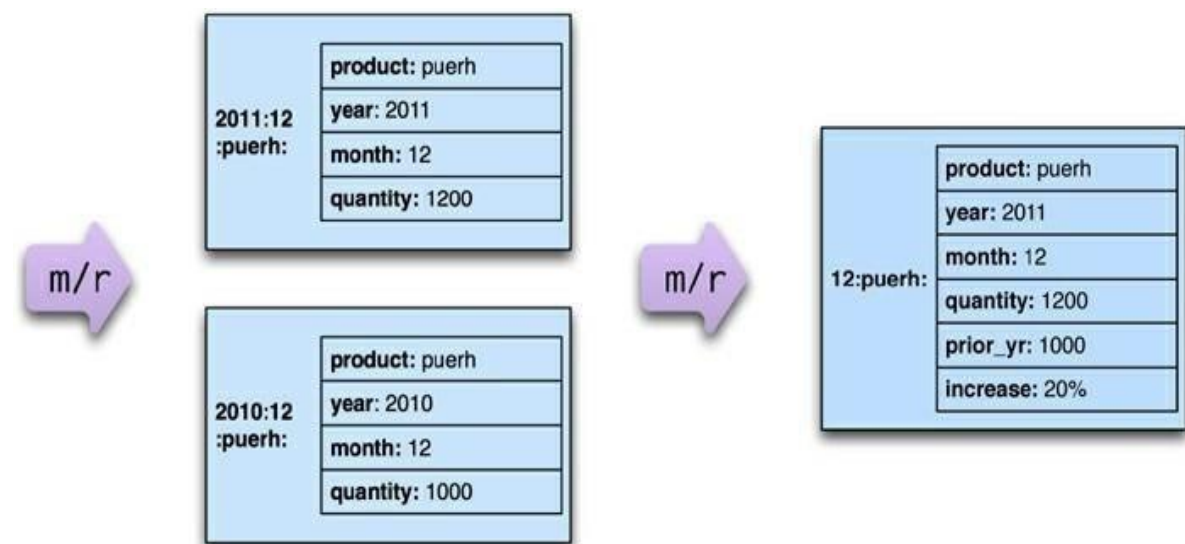 m/r
2011:12
:puerh:
product: puerh
year: 2011
month: 12
quantity: 1200
2010:12
:puerh:
product: puerh
year: 2010
month: 12
quantity: 1000
m/r
12:puerh:
product: puerh
year: 2011
month: 12
quantity: 1200
prior_yr: 1000
increase: 20%